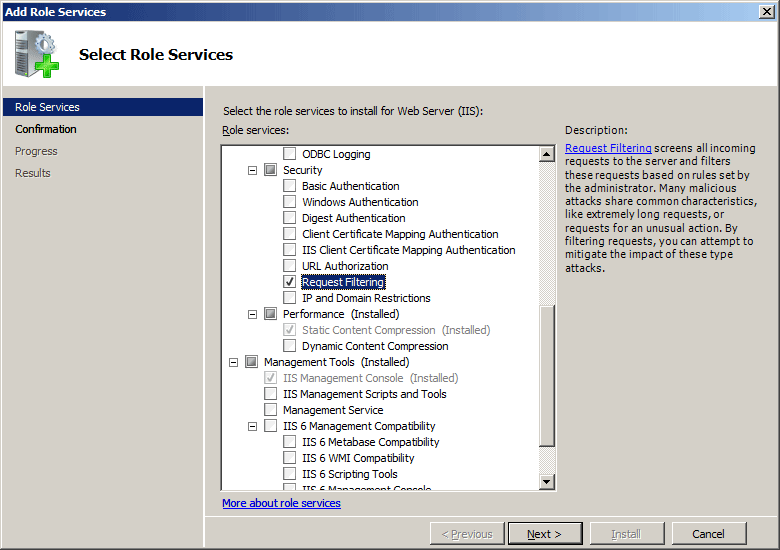 Add Role Services
Select Role Services
Role Services
Confirmation
Progress
Results
Select the role services to install for Web Server (IIS):
Role services:
ODBC Logging
Security
Basic Authentication
Windows Authentication
Digest Authentication
Client Certificate Mapping Authentication
IIS Client Certificate Mapping Authentication
URL Authorization
Request Filtering
IP and Domain Restrictions
Performance (Installed)
Static Content Compression (Installed)
Dynamic Content Compression
Management Tools (Installed)
IIS Management Console (Installed)
IIS Management Scripts and Tools
Management Service
IIS 6 Management Compatibility
IIS 6 Metabase Compatibility
IIS 6 WMI Compatibility
IIS 6 Scripting Tools
IIS 6 Management Console
More about role services
Description:
Request Filtering screens all incoming
requests to the server and filters
these requests based on rules set by
the administrator. Many malicious
attacks share common characteristics,
like extremely long requests, or
requests for an unusual action. By
filtering requests, you can attempt to
mitigate the impact of these type
attacks.
< Previous
Next >
Install
Cancel